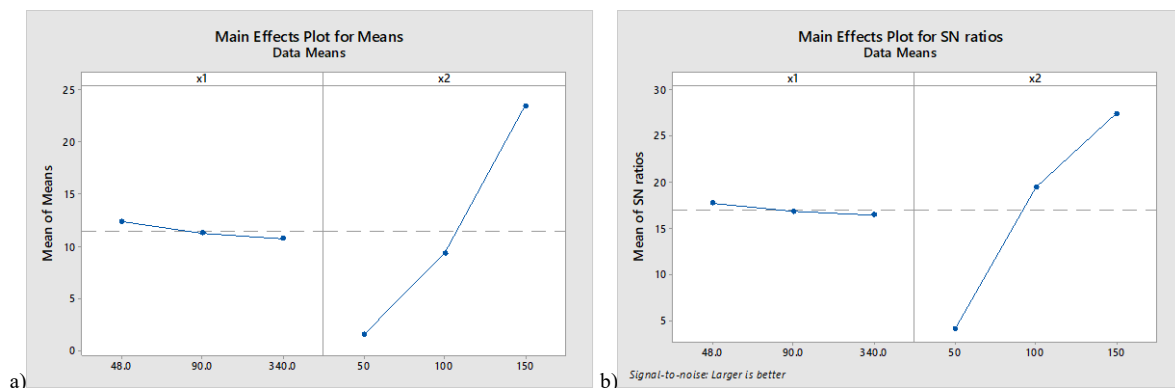 a)
Main Effects Plot for Means
Data Means
x1 x2
Mean of Means
25
20
15
10
5
0
48.0 90.0 340.0 50 100 150
b)
Main Effects Plot for SN ratios
Data Means
x1 x2
Mean of SN ratios
30
25
20
15
10
5
48.0 90.0 340.0 50 100 150
Signal-to-noise: Larger is better